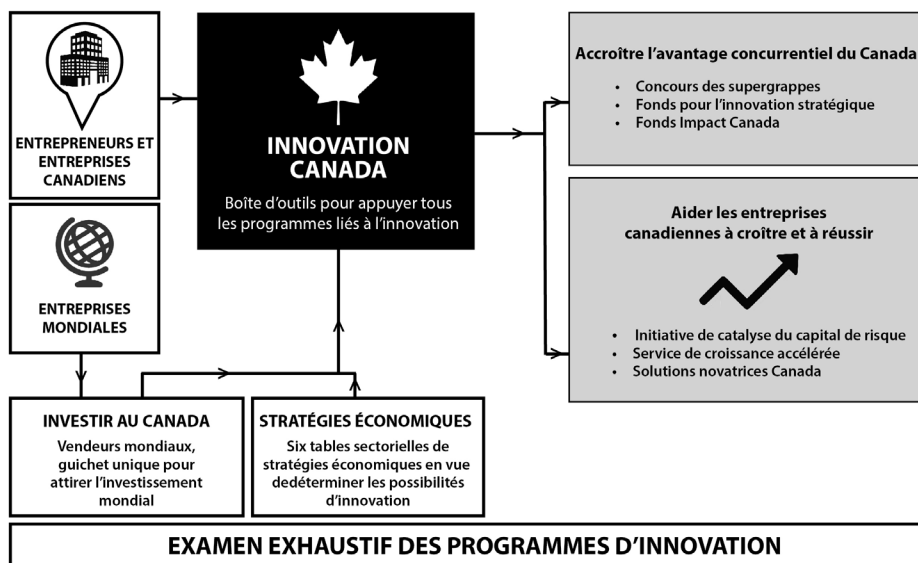 ENTREPRENEURS ET
ENTREPRISES
CANADIENS
ENTREPRISES
MONDIALES
INNOVATION
CANADA
Boîte d’outils pour appuyer tous
les programmes liés à l’innovation
Accroître l’avantage concurrentiel du Canada
• Concours des supergrappes
• Fonds pour l’innovation stratégique
• Fonds Impact Canada
Aider les entreprises
canadiennes à croître et à réussir
• Initiative de catalyse du capital de risque
• Service de croissance accélérée
• Solutions novatrices Canada
INVESTIR AU CANADA
Vendeurs mondiaux,
guichet unique pour
attirer l’investissement
mondial
STRATÉGIES ÉCONOMIQUES
Six tables sectorielles de
stratégies économiques en vue
dedéterminer les possibilités
d’innovation
EXAMEN EXHAUSTIF DES PROGRAMMES D’INNOVATION